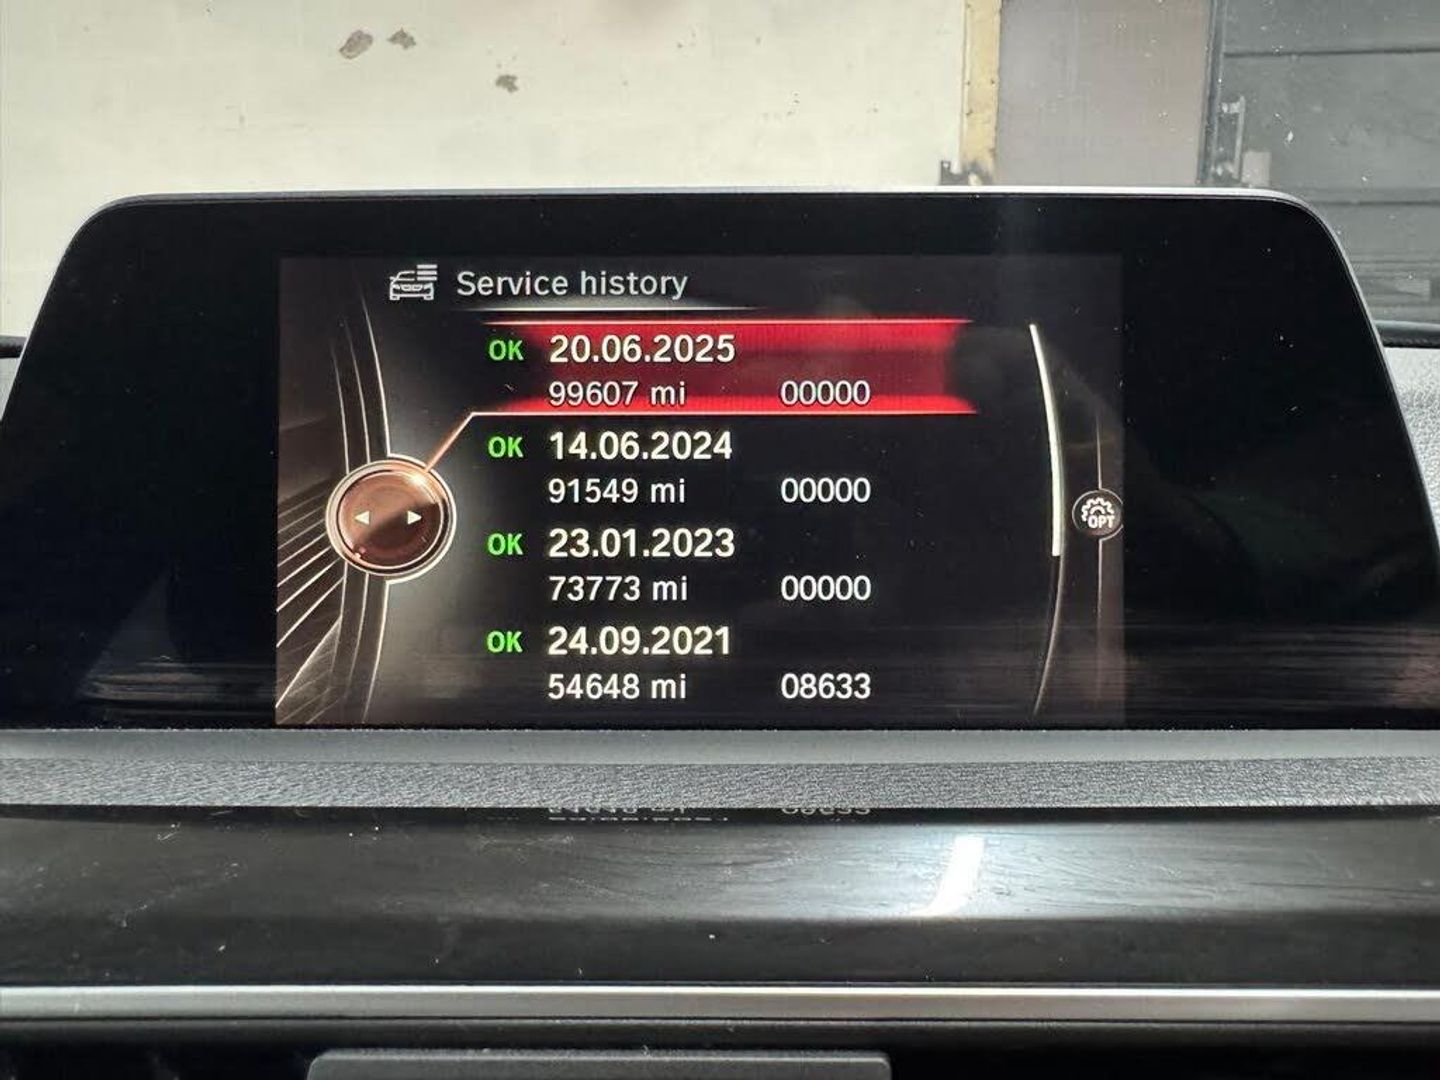 Service history
OK 20.06.2025
99607 mi 00000
OK 14.06.2024
91549 mi 00000
OPT
OK 23.01.2023
73773 mi 00000
OK 24.09.2021
54648 mi 08633